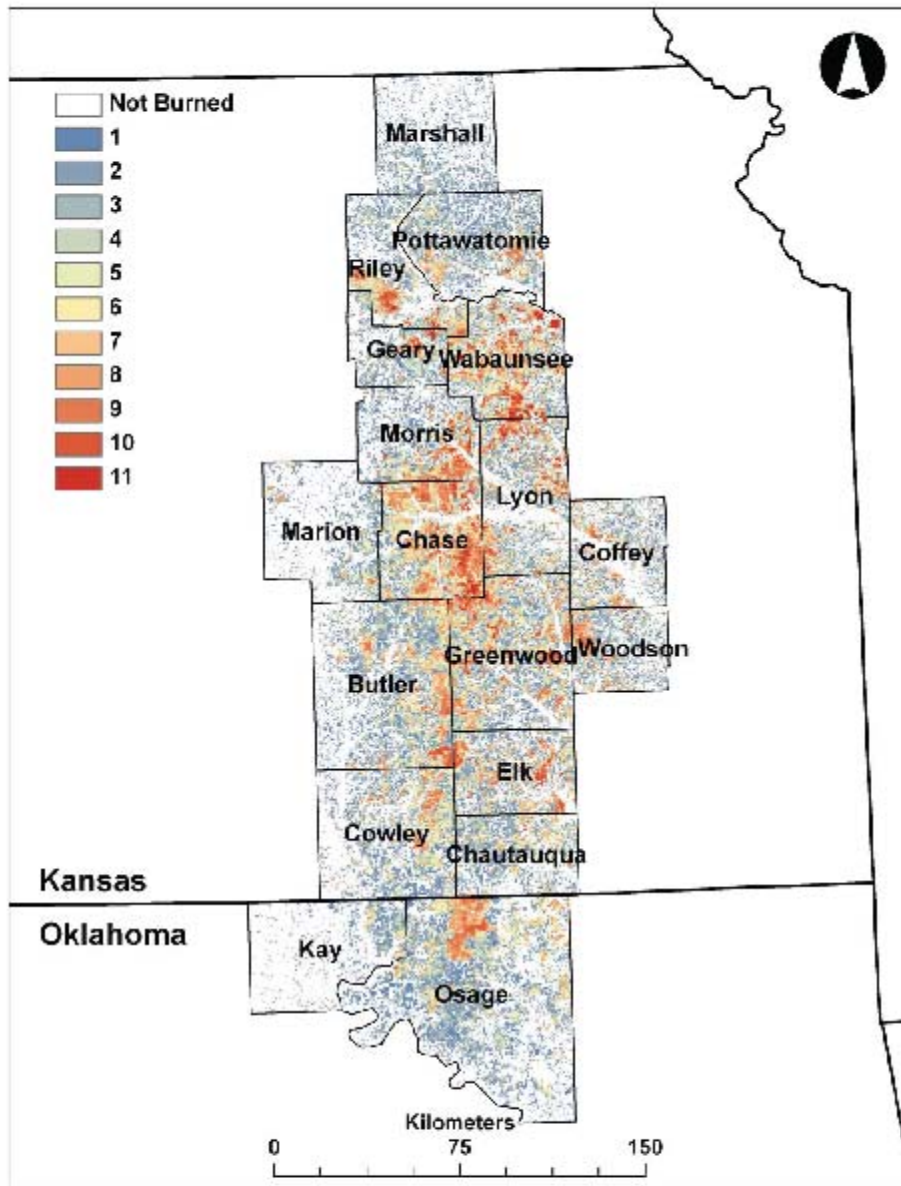 Not Burned
1
2
3
4
5
6
7
8
9
10
11
Marshall
Pottawatomie
Riley
Geary
Wabaunsee
Morris
Lyon
Marion
Chase
Coffey
Greenwood
Woodson
Butler
Elk
Cowley
Chautauqua
Kansas
Oklahoma
Kay
Osage
Kilometers
0 75 150